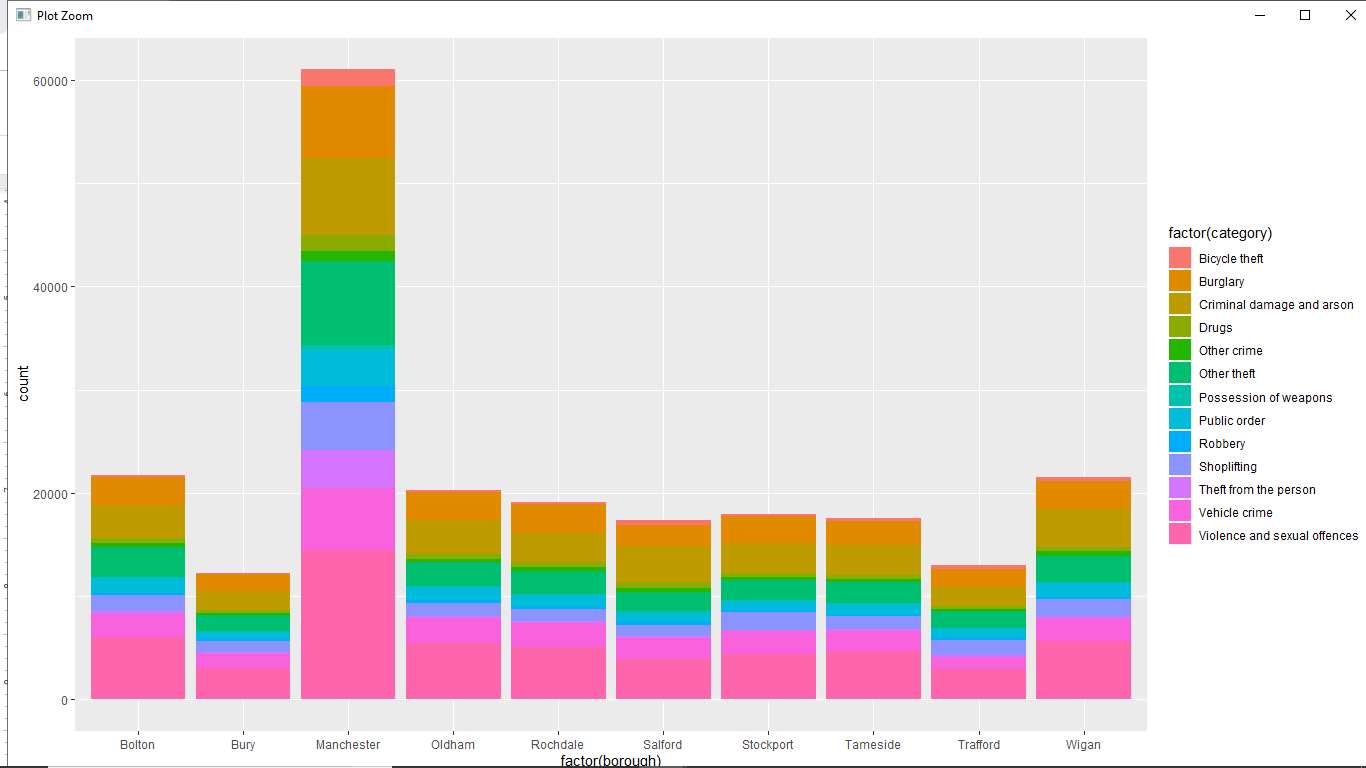 Plot Zoom
60000
40000
20000
0
count
Bolton
Bury
Manchester
Oldham
Rochdale
Salford
Stockport
Tameside
Trafford
Wigan
factor(borough)
factor(category)
Bicycle theft
Burglary
Criminal damage and arson
Drugs
Other crime
Other theft
Possession of weapons
Public order
Robbery
Shoplifting
Theft from the person
Vehicle crime
Violence and sexual offences